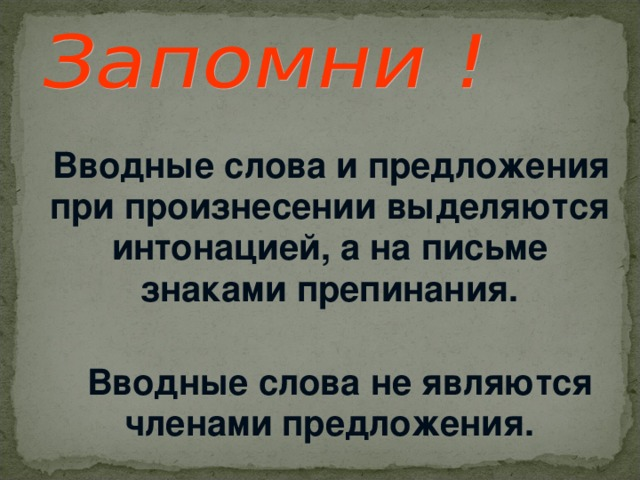 Запомни !
Вводные слова и предложения
при произнесении выделяются
интонацией, а на письме
знаками препинания.
Вводные слова не являются
членами предложения.